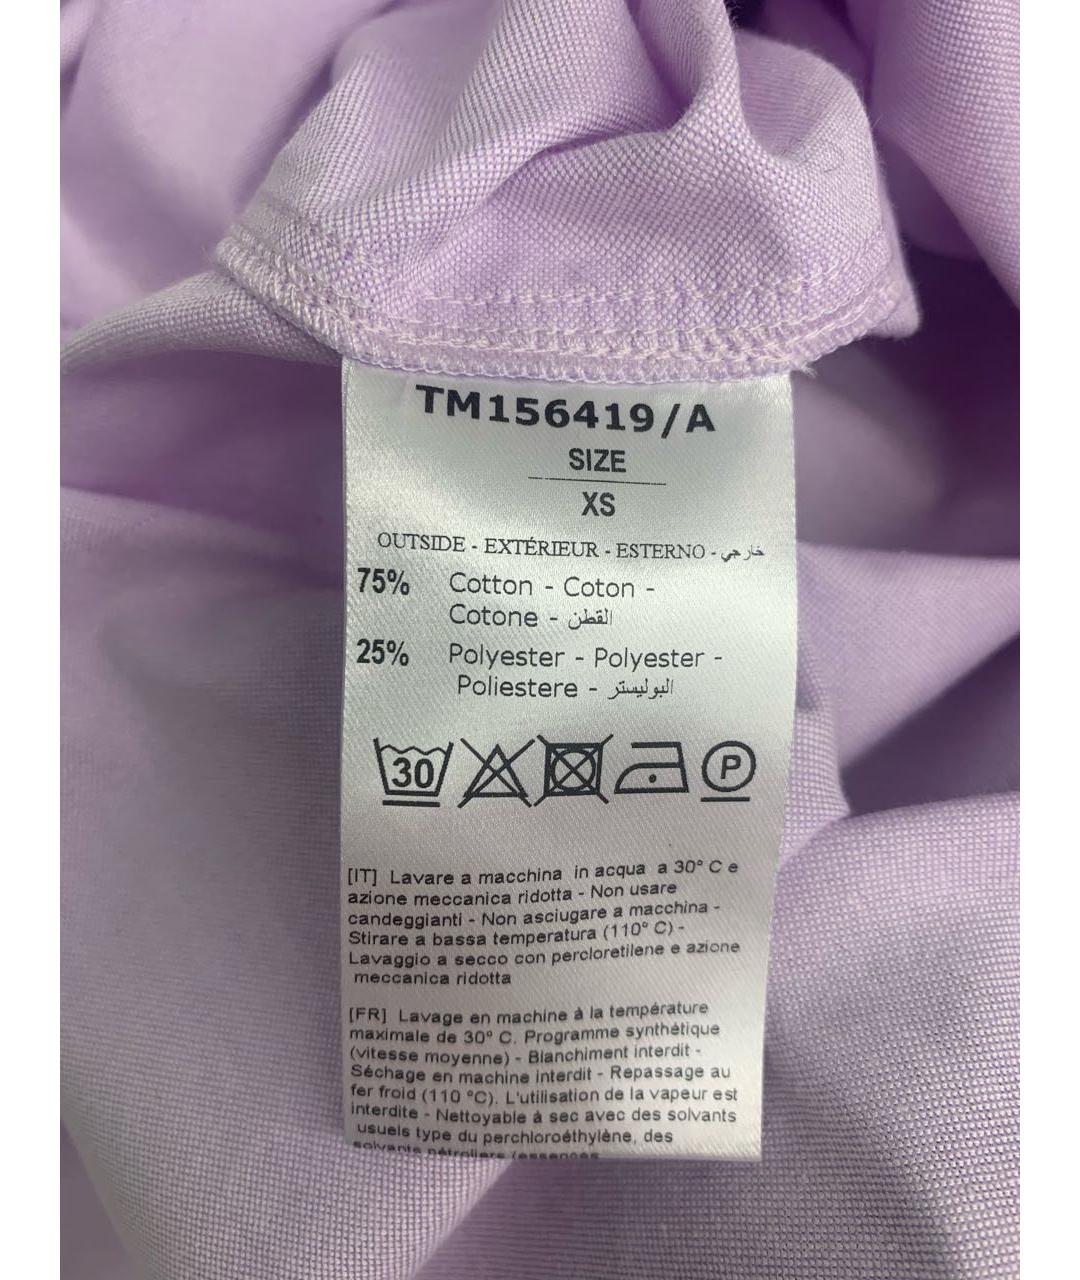 TM156419/A
SIZE
XS
OUTSIDE - EXTÉRIEUR - ESTERNO - خارجي
75% Cotton - Coton -
Cotone - القطن
25% Polyester - Polyester -
Poliestere - البوليستر
30 P
[IT] Lavare a macchina in acqua a 30° C e
azione meccanica ridotta - Non usare
candeggianti - Non asciugare a macchina -
Stirare a bassa temperatura (110° C) -
Lavaggio a secco con percloretilene e azione
meccanica ridotta
[FR] Lavage en machine à la température
maximale de 30° C. Programme synthétique
(vitesse moyenne) - Blanchiment interdit -
Séchage en machine interdit - Repassage au
fer froid (110 °C). L'utilisation de la vapeur est
interdite - Nettoyable à sec avec des solvants
usuels type du perchloroéthylène, des
solvants pétroliers (essences